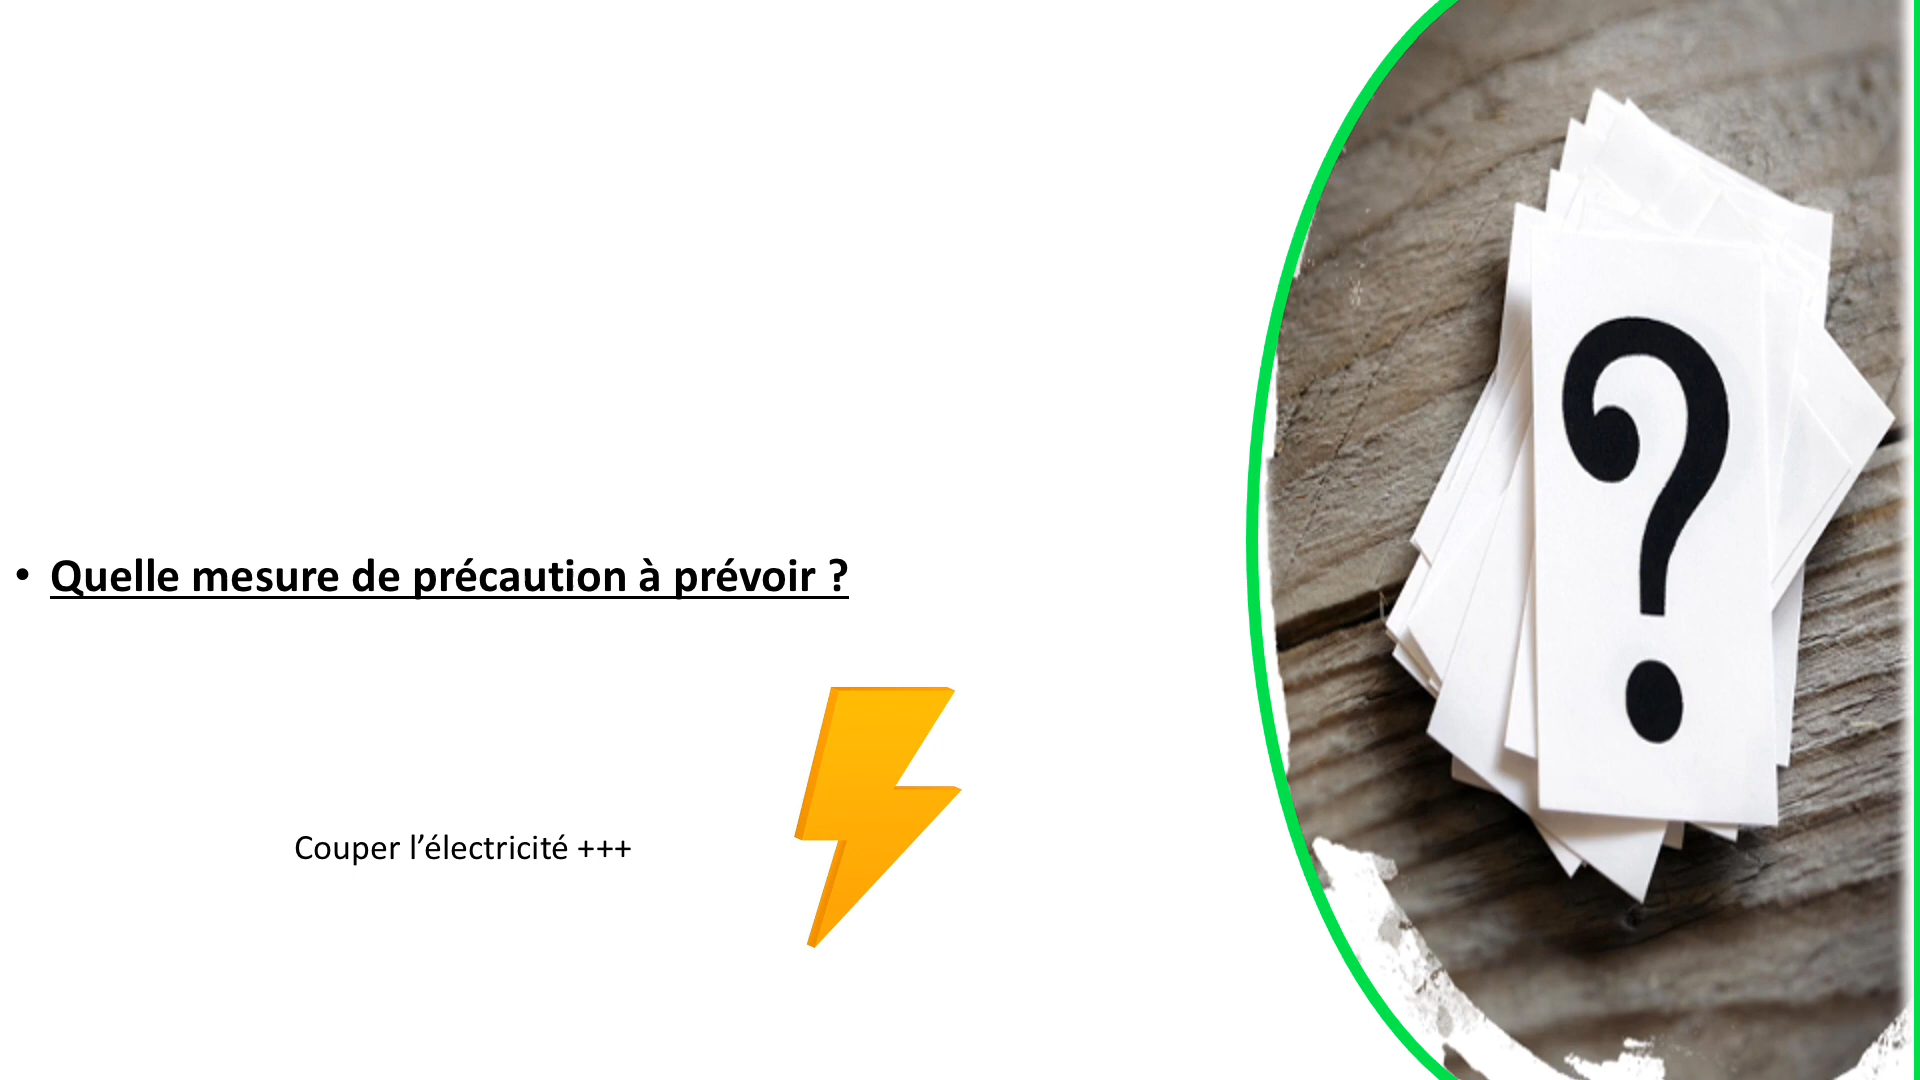 • Quelle mesure de précaution à prévoir ?
Couper l’électricité +++
?